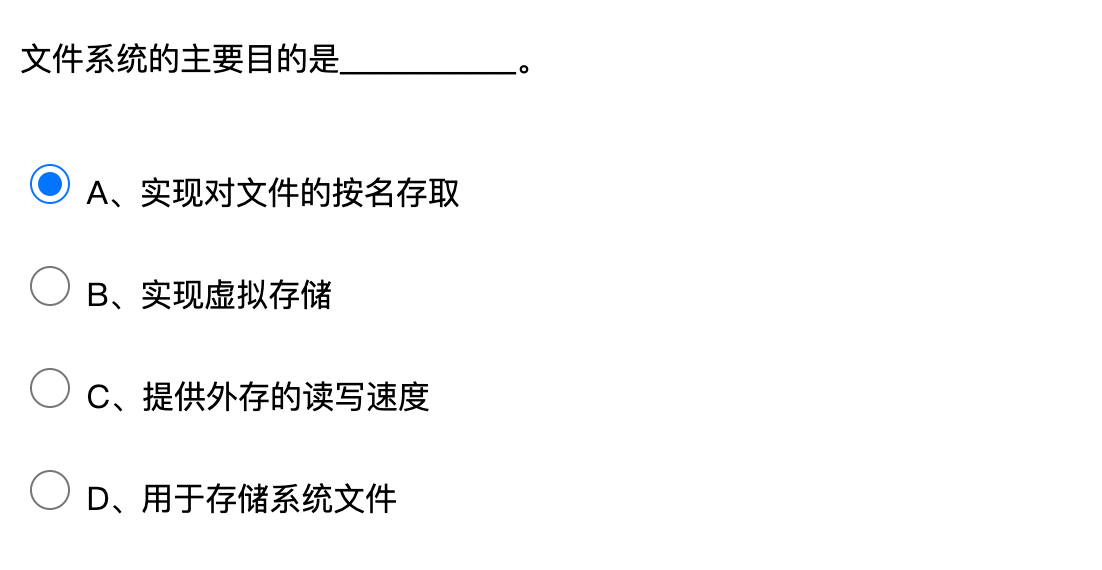 文件系统的主要目的是___________。
A、实现对文件的按名存取
B、实现虚拟存储
C、提供外存的读写速度
D、用于存储系统文件